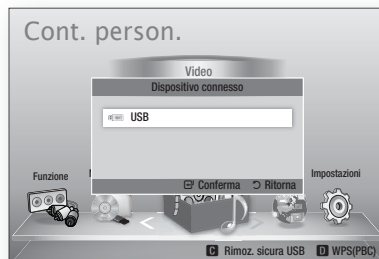 Cont. person.
Video
Dispositivo connesso
USB
Conferma Ritorna
Funzione
Impostazioni
C Rimoz. sicura USB D WPS(PBC)